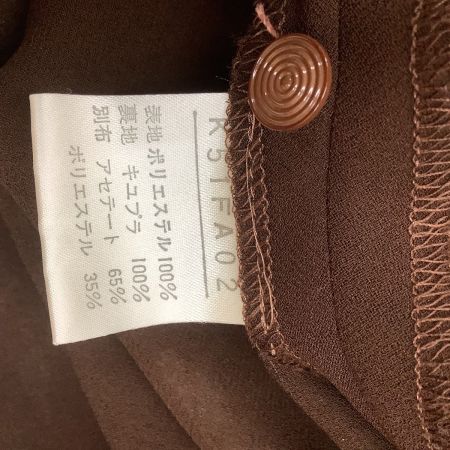 K51FA02
表地 ポリエステル 100%
裏地 キュプラ 100%
別布 アセテート 65%
ポリエステル 35%